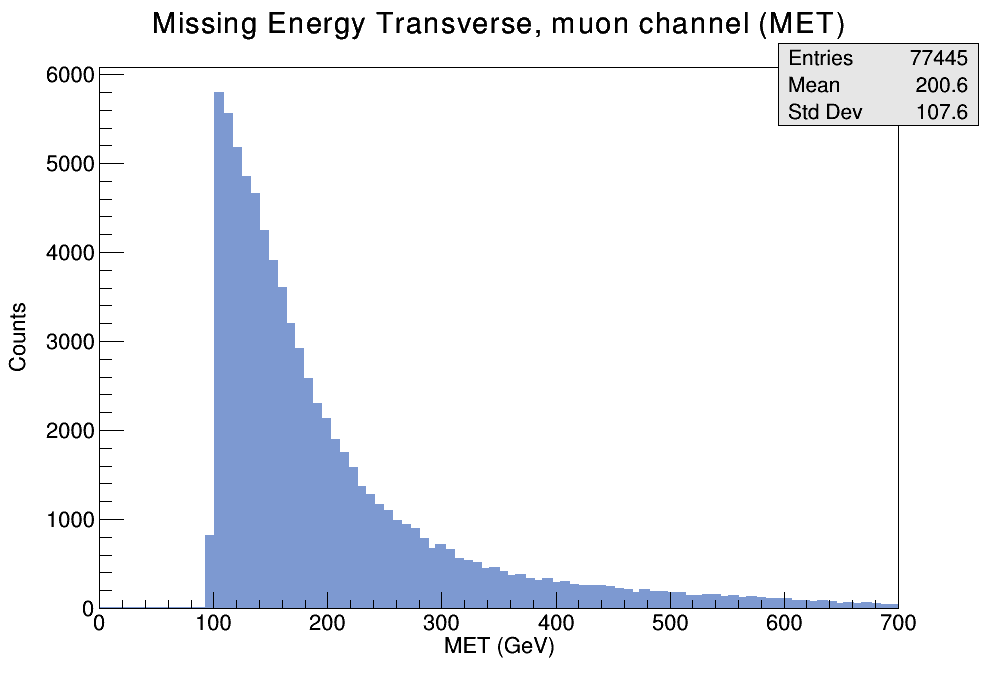 Missing Energy Transverse, muon channel (MET)
Entries 77445
Mean 200.6
Std Dev 107.6
6000
5000
4000
3000
2000
1000
0
Counts
0 100 200 300 400 500 600 700
MET (GeV)